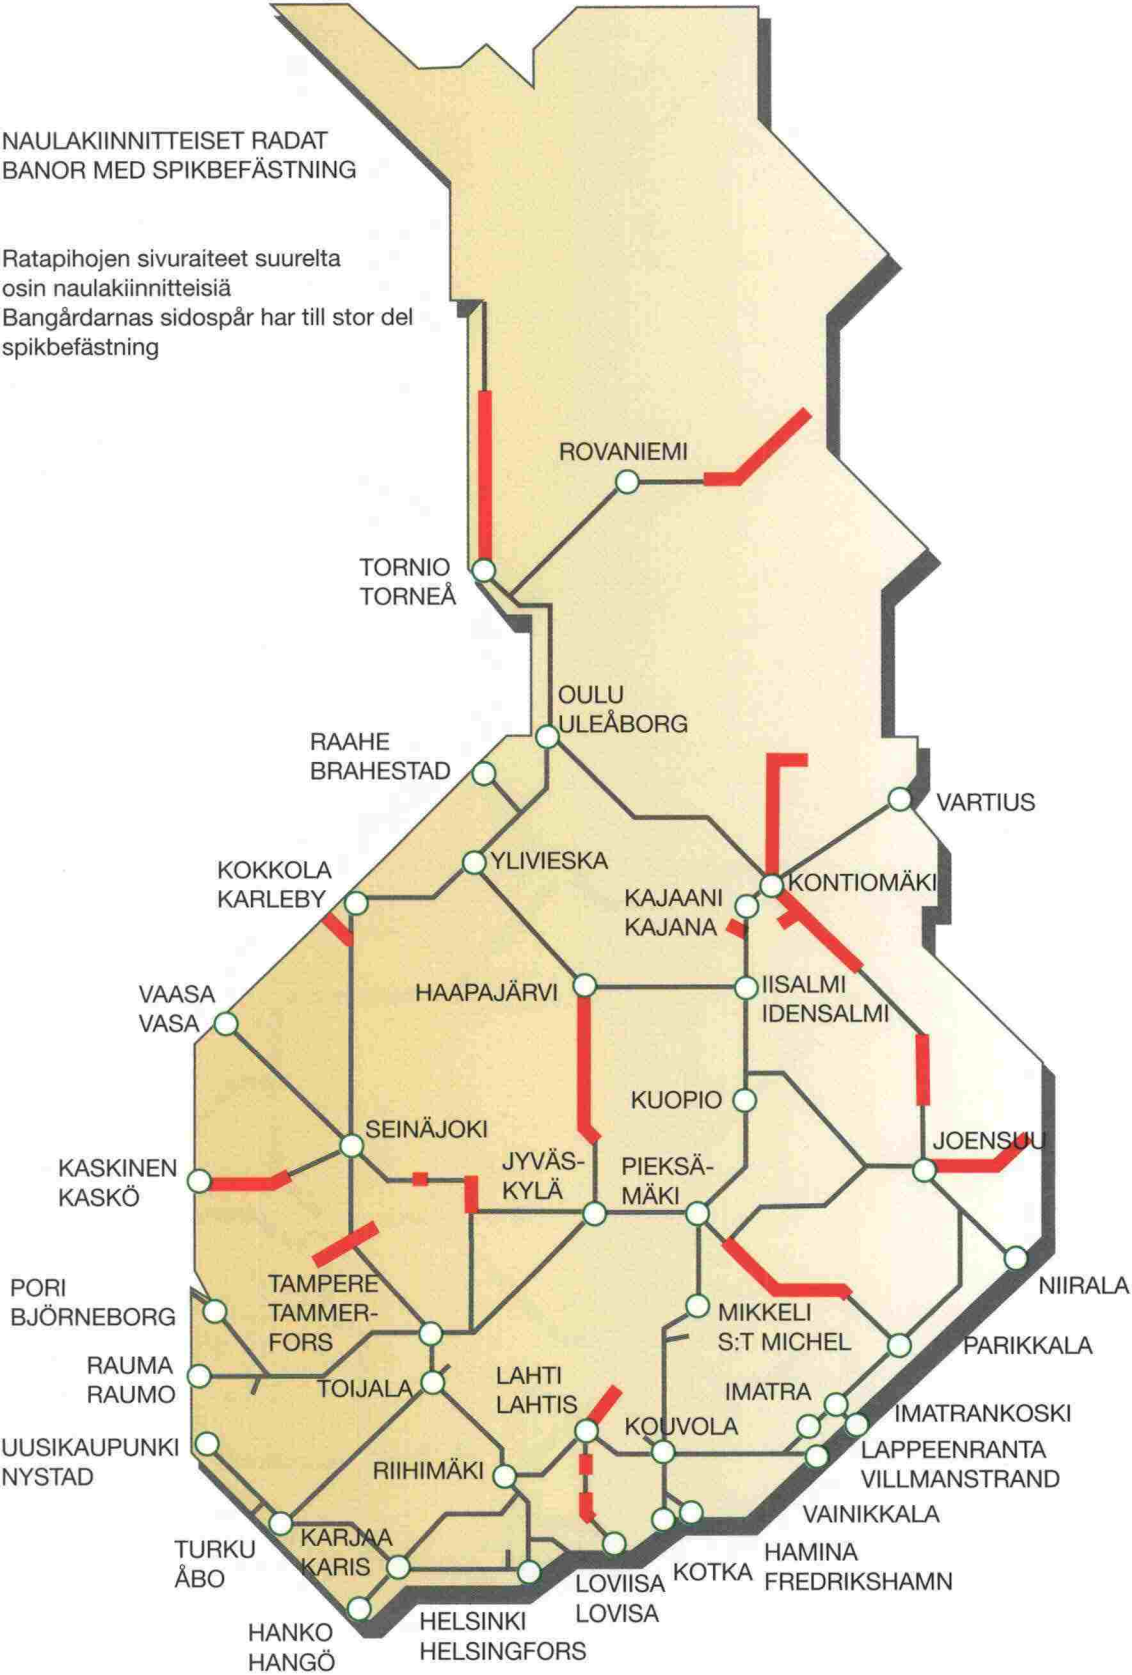 NAULAKIINNITTEISET RADAT
BANOR MED SPIKBEFÄSTNING
Ratapihojen sivuraiteet suurelta
osin naulakiinnitteisiä
Bangårdarnas sidospår har till stor del
spikbefästning
ROVANIEMI
TORNIO
TORNEÅ
OULU
ULEÅBORG
RAAHE
BRAHESTAD
VARTIUS
YLIVIESKA
KOKKOLA
KARLEBY
KONTIOMÄKI
KAJAANI
KAJANA
HAAPAJÄRVI
IISALMI
IDENSALMI
VAASA
VASA
KUOPIO
SEINÄJOKI
JOENSUU
KASKINEN
KASKÖ
JYVÄS-
KYLÄ
PIEKSÄ-
MÄKI
NIIRALA
PORI
BJÖRNEBORG
TAMPERE
TAMMER-
FORS
MIKKELI
S:T MICHEL
PARIKKALA
RAUMA
RAUMO
TOIJALA
LAHTI
LAHTIS
IMATRA
IMATRANKOSKI
KOUVOLA
UUSIKAUPUNKI
NYSTAD
RIIHIMÄKI
LAPPEENRANTA
VILLMANSTRAND
VAINIKKALA
TURKU
ÅBO
KARJAA
KARIS
KOTKA
HAMINA
FREDRIKSHAMN
LOVIISA
LOVISA
HELSINKI
HELSINGFORS
HANKO
HANGÖ